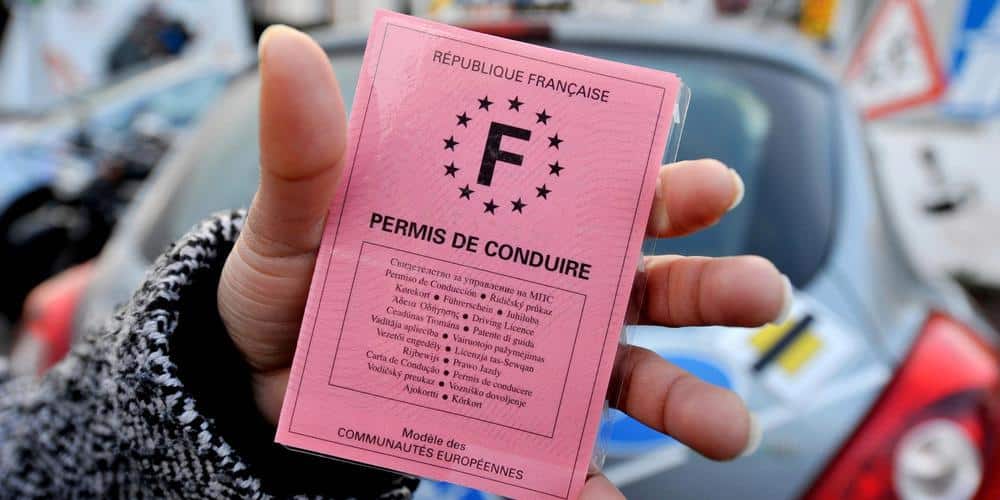 RÉPUBLIQUE FRANÇAISE
F
PERMIS DE CONDUIRE
Свидетелство за управление на МПС
Permiso de Conducción ● Řidičský průkaz
Kørekort ● Führerschein ● Juhiluba
Άδεια Οδήγησης ● Driving Licence
Ceadúnas Tiomána ● Patente di guida
Vadītāja apliecība ● Vairuotojo pažymėjimas
Vezetői engedély ● Liċenzja tas-Sewqan
Rijbewijs ● Prawo Jazdy
Carta de Condução ● Permis de conducere
Vodičský preukaz ● Vozniško dovoljenje
Ajokortti ● Körkort
Modèle des
COMMUNAUTÉS EUROPÉENNES